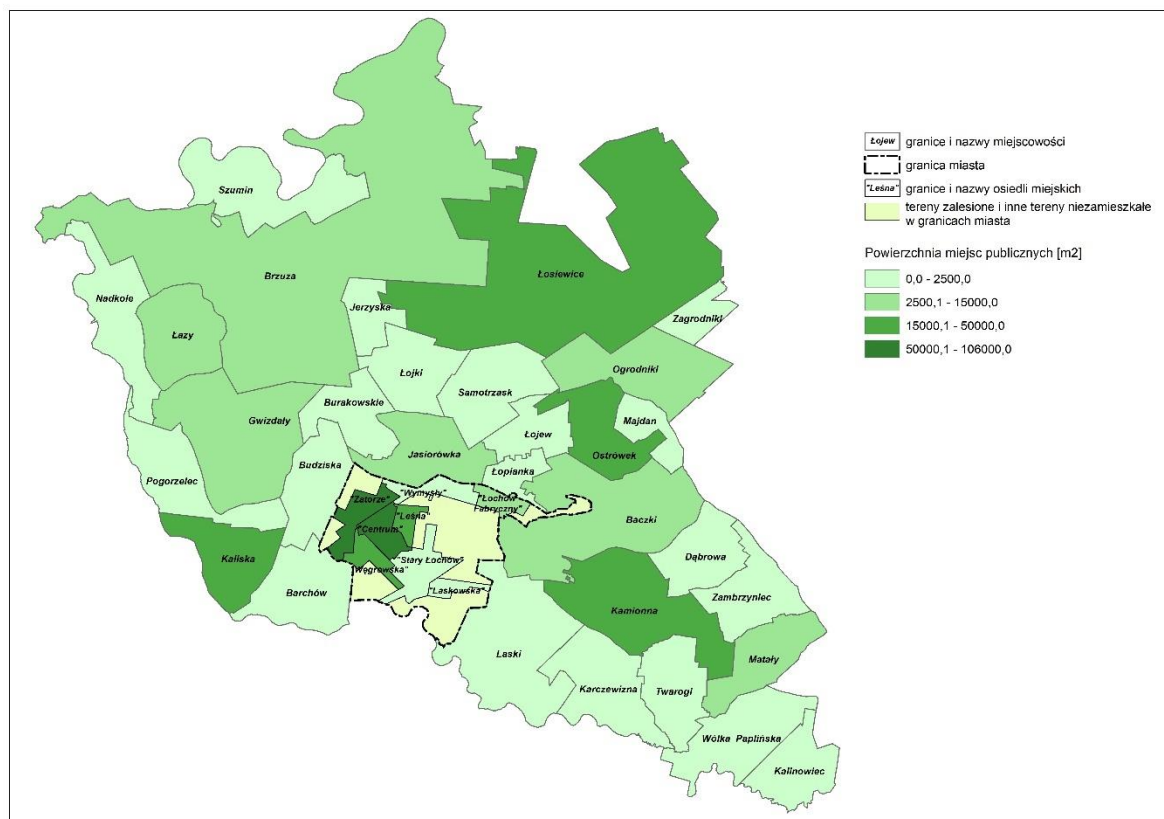 Łojew granice i nazwy miejscowości
granica miasta
"Leśna" granice i nazwy osiedli miejskich
tereny zalesione i inne tereny niezamieszkałe
w granicach miasta
Powierzchnia miejsc publicznych [m2]
0,0 - 2500,0
2500,1 - 15000,0
15000,1 - 50000,0
50000,1 - 106000,0
Szumin
Brzuza
Łosiewice
Nadkole
Jerzyska
Zagrodniki
Łazy
Łojki
Ogrodniki
Samotrzask
Burakowskie
Gwizdały
Majdan
Łojew
Jasiorówka
Ostrówek
Budziska
Łopianka
Pogorzelec
"Wymysły"
"Zatorze"
"Łochów
Fabryczny"
"Leśna"
Baczki
"Centrum"
Dąbrowa
Kaliska
"Stary Łochów"
"Węgrowska"
Barchów
"Laskowska"
Zambrzyniec
Kamionna
Laski
Matały
Karczewizna
Twarogi
Wólka Paplińska
Kalinowiec